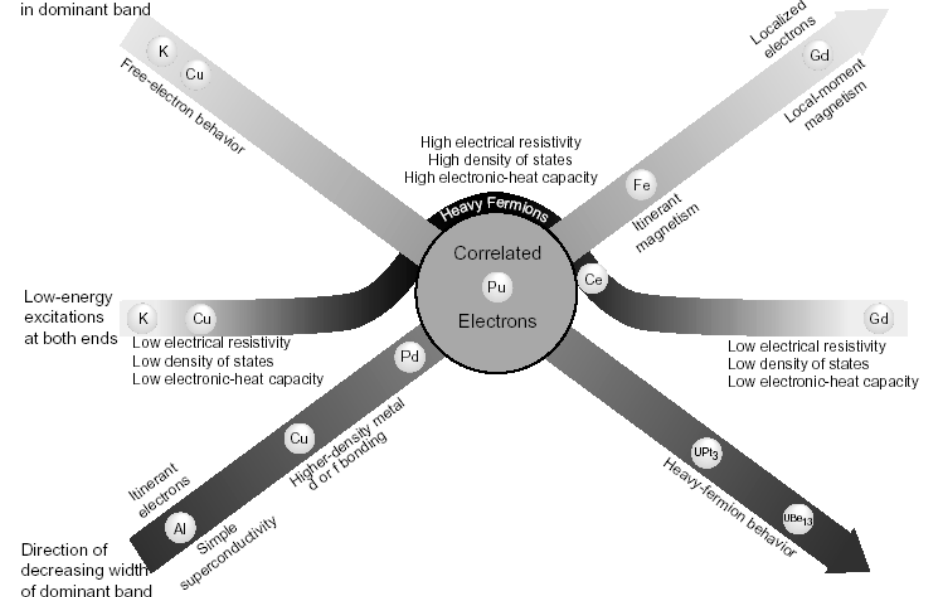 in dominant band
K
Cu
Free-electron behavior
High electrical resistivity
High density of states
High electronic-heat capacity
Localized
electrons
Gd
Local-moment
magnetism
Fe
Itinerant
magnetism
Heavy Fermions
Correlated
Pu
Electrons
Ce
Low-energy
excitations
at both ends
K
Cu
Low electrical resistivity
Low density of states
Low electronic-heat capacity
Gd
Low electrical resistivity
Low density of states
Low electronic-heat capacity
Pd
Cu
Higher-density metal
d or f bonding
Itinerant
electrons
Al
Simple
superconductivity
Direction of
decreasing width
of dominant band
UPt3
UBe13
Heavy-fermion behavior